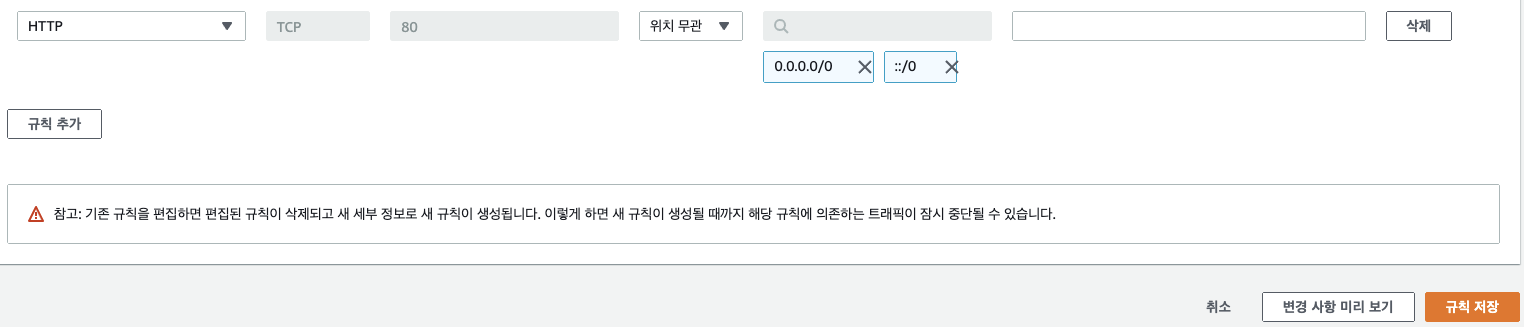 HTTP TCP 80 위치 무관 삭제
0.0.0.0/0 ::/0
규칙 추가
참고: 기존 규칙을 편집하면 편집된 규칙이 삭제되고 새 세부 정보로 새 규칙이 생성됩니다. 이렇게 하면 새 규칙이 생성될 때까지 해당 규칙에 의존하는 트래픽이 잠시 중단될 수 있습니다.
취소 변경 사항 미리 보기 규칙 저장